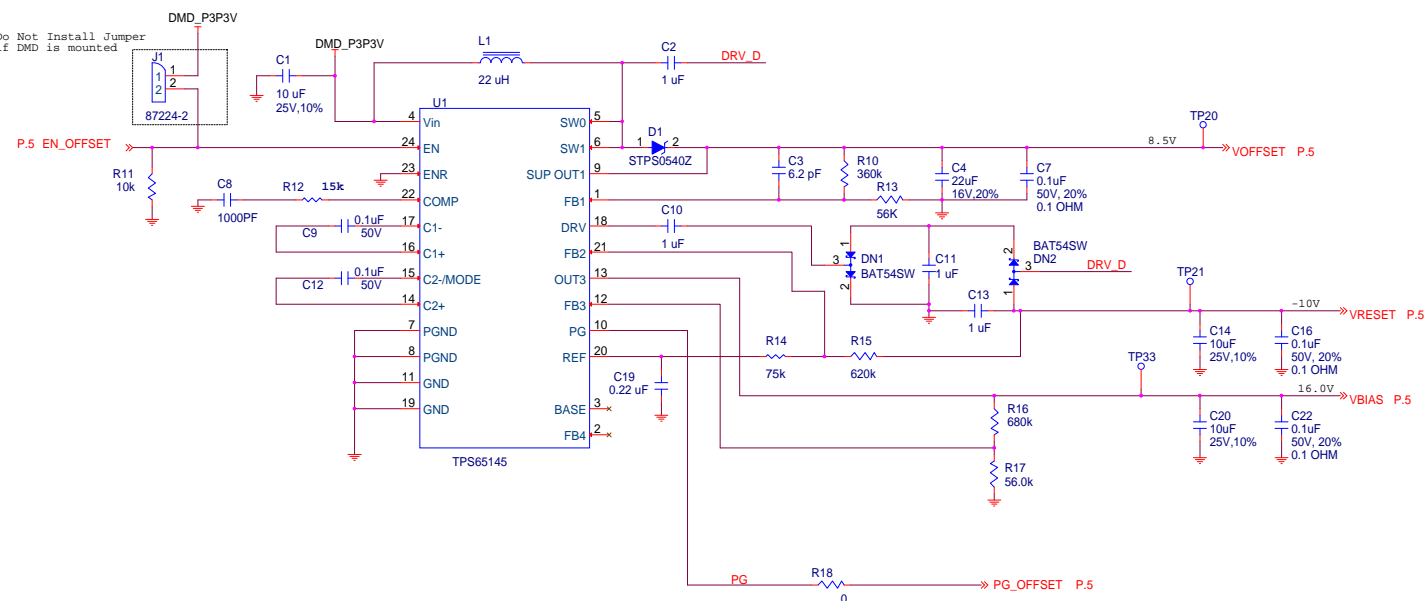 DMD_P3P3V
Do Not Install Jumper
if DMD is mounted
J1
1
2
1
2
87224-2
P.5 EN_OFFSET
R11
10k
C1
10 uF
25V,10%
DMD_P3P3V
L1
22 uH
C2
1 uF
DRV_D
U1
4 Vin
24 EN
23 ENR
22 COMP
17 C1-
16 C1+
15 C2-/MODE
14 C2+
7 PGND
8 PGND
11 GND
19 GND
SW0 5
SW1 6
SUP OUT1 9
FB1 1
DRV 18
FB2 21
OUT3 13
FB3 12
PG 10
REF 20
BASE 3
FB4 2
TPS65145
C8
1000PF
R12 15k
C9
0.1uF
50V
C12
0.1uF
50V
D1
1 2
STPS0540Z
C3
6.2 pF
R10
360k
R13
56K
C4
22uF
16V,20%
C7
0.1uF
50V, 20%
0.1 OHM
8.5V
TP20
VOFFSET P.5
C10
1 uF
1
3
2
DN1
BAT54SW
C11
1 uF
2
3
1
BAT54SW
DN2
DRV_D
C13
1 uF
TP21
-10V
VRESET P.5
C14
10uF
25V,10%
C16
0.1uF
50V, 20%
0.1 OHM
R14
75k
R15
620k
C19
0.22 uF
TP33
16.0V
VBIAS P.5
R16
680k
R17
56.0k
C20
10uF
25V,10%
C22
0.1uF
50V, 20%
0.1 OHM
PG
R18
0
PG_OFFSET P.5